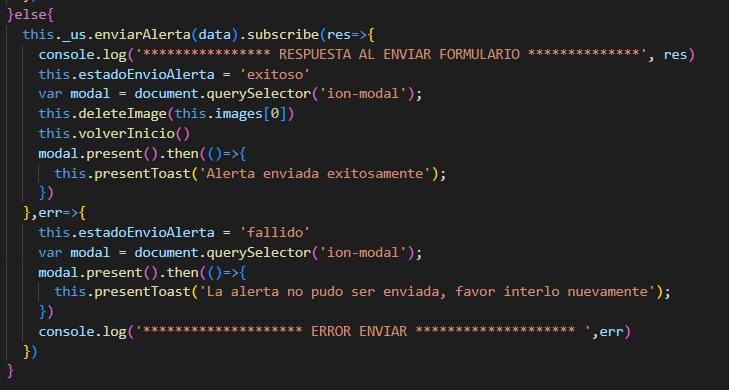 }else{
this._us.enviarAlerta(data).subscribe(res=>{
console.log('**************** RESPUESTA AL ENVIAR FORMULARIO **************', res)
this.estadoEnvioAlerta = 'exitoso'
var modal = document.querySelector('ion-modal');
this.deleteImage(this.images[0])
this.volverInicio()
modal.present().then(()=>{
this.presentToast('Alerta enviada exitosamente');
})
},err=>{
this.estadoEnvioAlerta = 'fallido'
var modal = document.querySelector('ion-modal');
modal.present().then(()=>{
this.presentToast('La alerta no pudo ser enviada, favor interlo nuevamente');
})
console.log('******************** ERROR ENVIAR ******************** ',err)
})
}